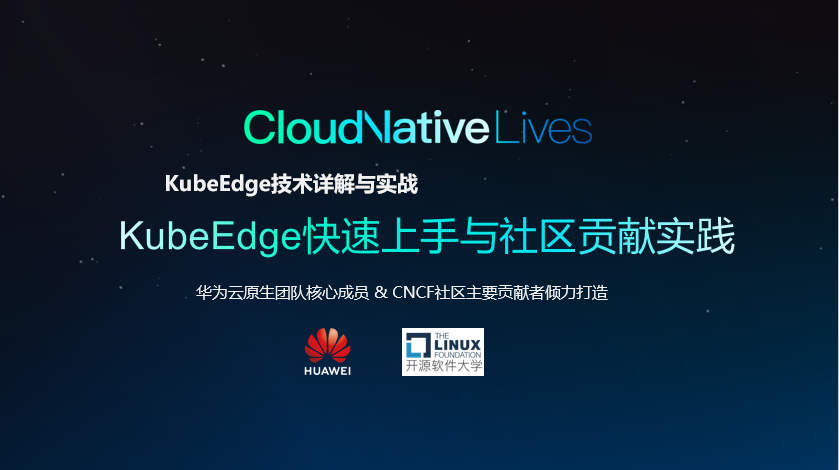 CloudNative Lives
KubeEdge技术详解与实战
KubeEdge快速上手与社区贡献实践
华为云原生团队核心成员 & CNCF社区主要贡献者倾力打造
HUAWEI
THE
LINUX
FOUNDATION
开源软件大学